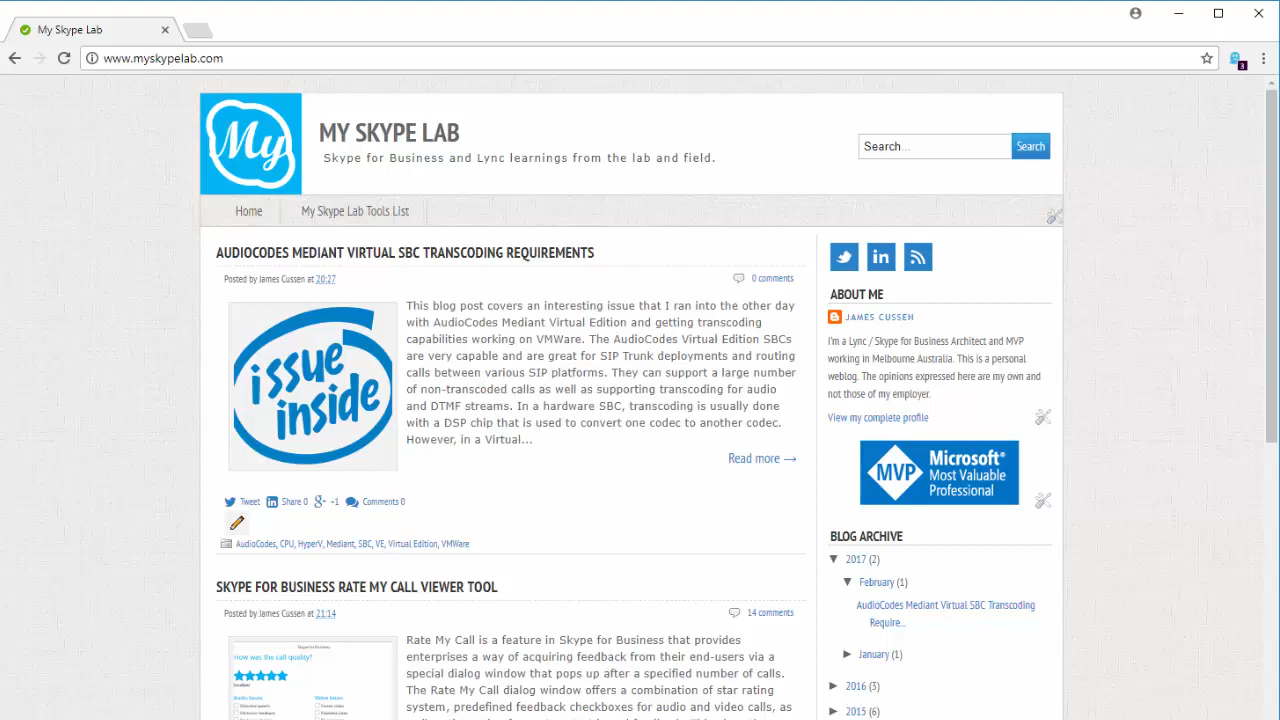 My Skype Lab
www.myskypelab.com
3
My
MY SKYPE LAB
Skype for Business and Lync learnings from the lab and field.
Search...
Search
Home
My Skype Lab Tools List
AUDIOCODES MEDIANT VIRTUAL SBC TRANSCODING REQUIREMENTS
Posted by James Cussen at 20:27
0 comments
issue
inside
This blog post covers an interesting issue that I ran into the other day
with AudioCodes Mediant Virtual Edition and getting transcoding
capabilities working on VMWare. The AudioCodes Virtual Edition SBCs
are very capable and are great for SIP Trunk deployments and routing
calls between various SIP platforms. They can support a large number
of non-transcoded calls as well as supporting transcoding for audio
and DTMF streams. In a hardware SBC, transcoding is usually done
with a DSP chip that is used to convert one codec to another codec.
However, in a Virtual...
Read more →
Tweet
Share 0
+1
Comments 0
AudioCodes, CPU, HyperV, Mediant, SBC, VE, Virtual Edition, VMWare
SKYPE FOR BUSINESS RATE MY CALL VIEWER TOOL
Posted by James Cussen at 21:14
14 comments
Skype for Business
How was the call quality?
Audio Issues
Video Issues
Rate My Call is a feature in Skype for Business that provides
enterprises a way of acquiring feedback from their end-users via a
special dialog window that pops up after a specified number of calls.
The Rate My Call dialog window offers a combination of star rating
system, predefined feedback checkboxes for audio and video calls, as
in
ABOUT ME
JAMES CUSSEN
I'm a Lync / Skype for Business Architect and MVP
working in Melbourne Australia. This is a personal
weblog. The opinions expressed here are my own and
not those of my employer.
View my complete profile
MVP
Microsoft®
Most Valuable
Professional
BLOG ARCHIVE
▼ 2017 (2)
▼ February (1)
AudioCodes Mediant Virtual SBC Transcoding
Require...
► January (1)
► 2016 (3)
► 2015 (6)